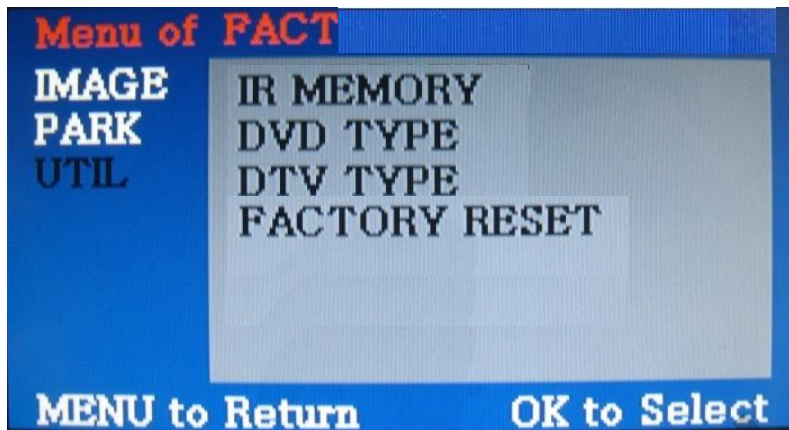 Menu of FACT
IMAGE
PARK
UTIL
IR MEMORY
DVD TYPE
DTV TYPE
FACTORY RESET
MENU to Return
OK to Select